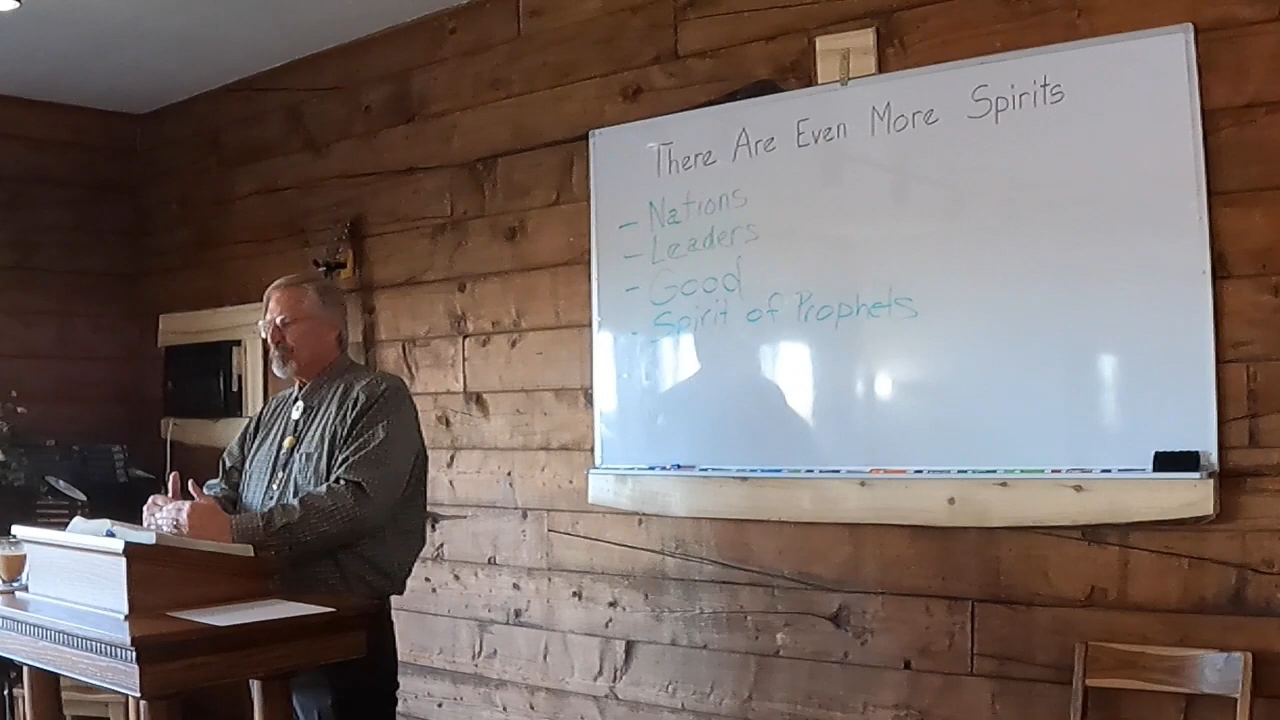 There Are Even More Spirits
- Nations
- Leaders
- Good
- Spirit of Prophets